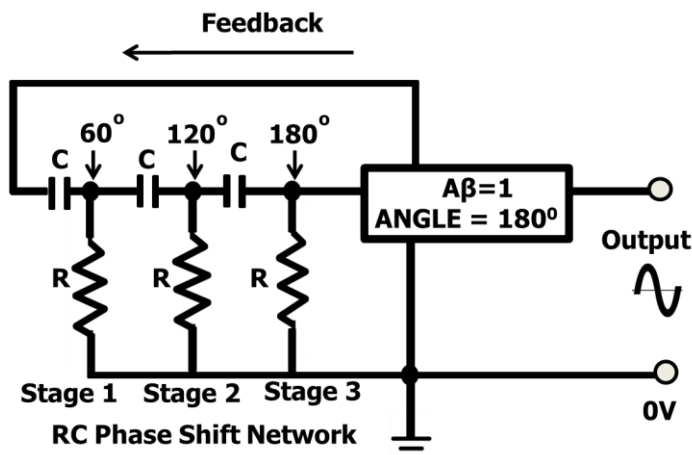 Feedback
60° 120° 180°
C C C
Aβ=1
ANGLE = 180⁰
Output
R R R
Stage 1 Stage 2 Stage 3
0V
RC Phase Shift Network